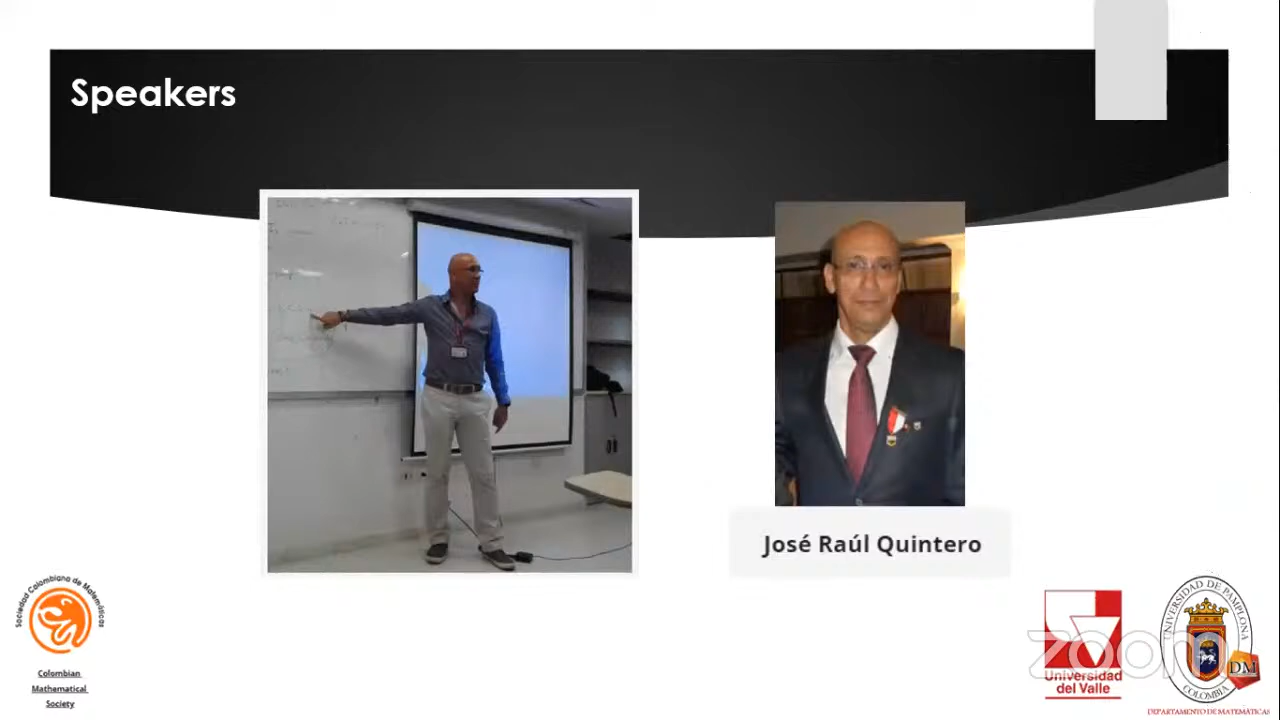 Speakers
José Raúl Quintero
Sociedad Colombiana de Matemáticas
Colombian
Mathematical
Society
Universidad
del Valle
zoom
UNIVERSIDAD DE PAMPLONA
COLOMBIA
DM
DEPARTAMENTO DE MATEMÁTICAS